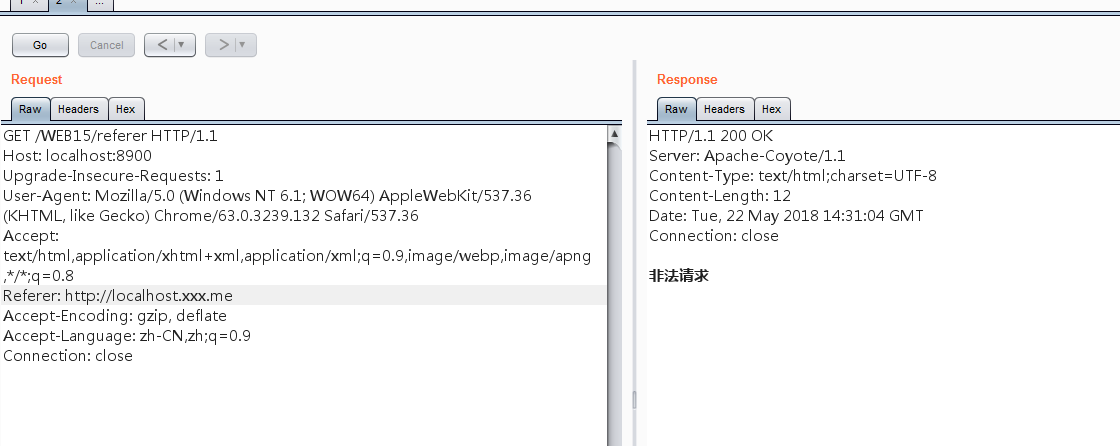 1 × 2 × ...
Go Cancel < ▼ > ▼
Request
Raw Headers Hex
GET /WEB15/referer HTTP/1.1
Host: localhost:8900
Upgrade-Insecure-Requests: 1
User-Agent: Mozilla/5.0 (Windows NT 6.1; WOW64) AppleWebKit/537.36
(KHTML, like Gecko) Chrome/63.0.3239.132 Safari/537.36
Accept:
text/html,application/xhtml+xml,application/xml;q=0.9,image/webp,image/apng
,*/*;q=0.8
Referer: http://localhost.xxx.me
Accept-Encoding: gzip, deflate
Accept-Language: zh-CN,zh;q=0.9
Connection: close
Response
Raw Headers Hex
HTTP/1.1 200 OK
Server: Apache-Coyote/1.1
Content-Type: text/html;charset=UTF-8
Content-Length: 12
Date: Tue, 22 May 2018 14:31:04 GMT
Connection: close
非法请求